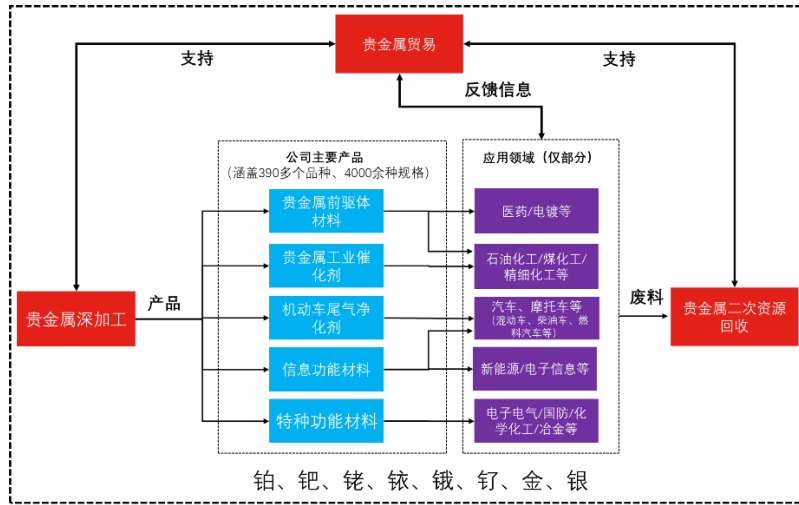 贵金属贸易
支持
支持
反馈信息
公司主要产品
(涵盖390多个品种、4000余种规格)
应用领域（仅部分）
贵金属前驱体
材料
医药/电镀等
贵金属工业催
化剂
石油化工/煤化工/
精细化工等
贵金属深加工
产品
机动车尾气净
化剂
汽车、摩托车等
(混动车、柴油车、燃
料汽车等)
废料
贵金属二次资源
回收
信息功能材料
新能源/电子信息等
特种功能材料
电子电气/国防/化
学化工/冶金等
铂、钯、铑、铱、锇、钌、金、银